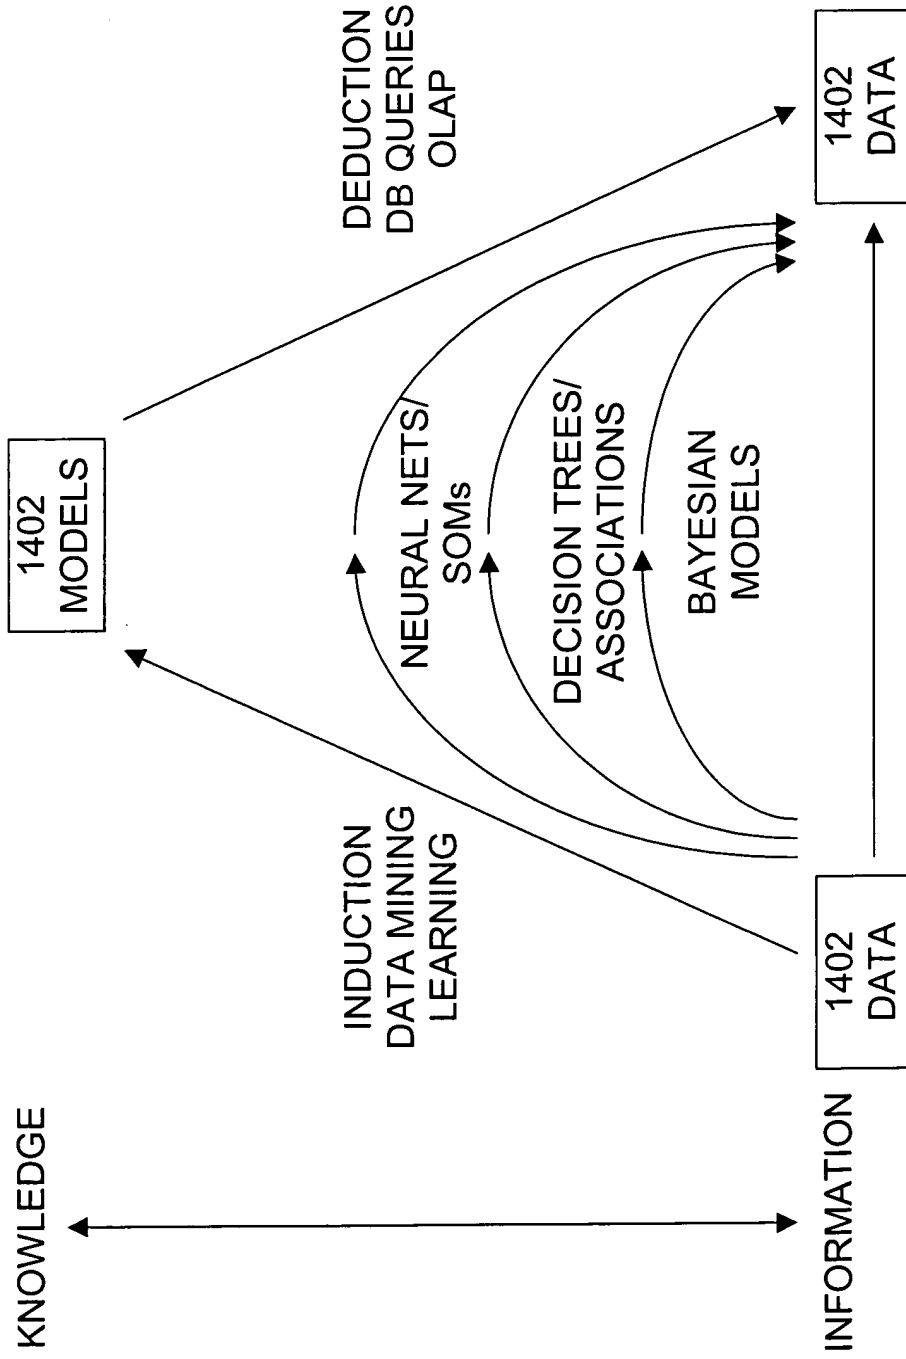 KNOWLEDGE
1402
MODELS
INDUCTION
DATA MINING
LEARNING
DEDUCTION
DB QUERIES
OLAP
NEURAL NETS/
SOMs
DECISION TREES/
ASSOCIATIONS
BAYESIAN
MODELS
INFORMATION
1402
DATA
1402
DATA